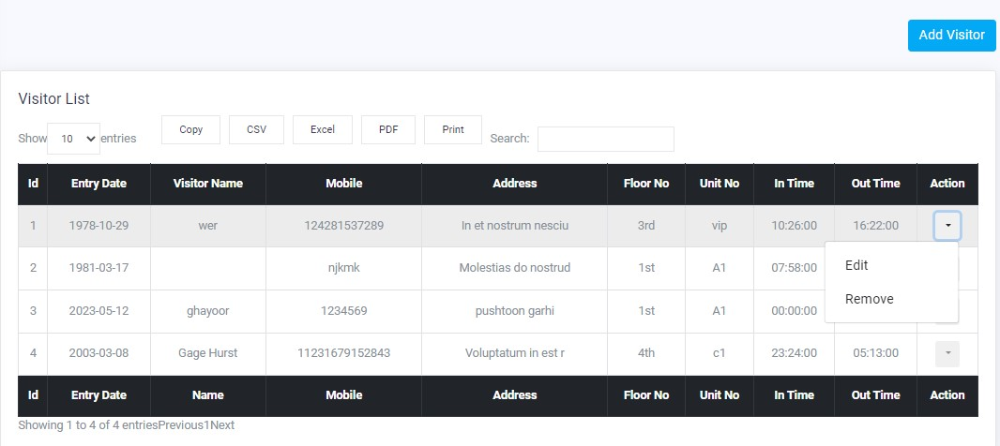 Add Visitor
Visitor List
Show 10 entries Copy CSV Excel PDF Print Search:
Id Entry Date Visitor Name Mobile Address Floor No Unit No In Time Out Time Action
1 1978-10-29 wer 124281537289 In et nostrum nesciu 3rd vip 10:26:00 16:22:00
2 1981-03-17 njkmk Molestias do nostrud 1st A1 07:58:00
Edit
3 2023-05-12 ghayoor 1234569 pushtoon garhi 1st A1 00:00:00
Remove
4 2003-03-08 Gage Hurst 11231679152843 Voluptatum in est r 4th c1 23:24:00 05:13:00
Id Entry Date Name Mobile Address Floor No Unit No In Time Out Time Action
Showing 1 to 4 of 4 entriesPrevious1Next